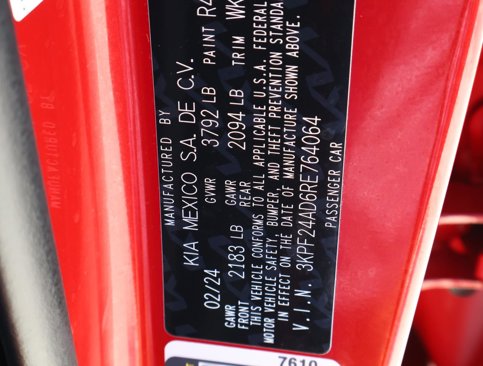 MANUFACTURED BY
KIA MEXICO S.A. DE C.V.
02/24 GVWR 3792 LB PAINT R4
GAWR FRONT 2183 LB GAWR REAR 2094 LB TRIM WK
THIS VEHICLE CONFORMS TO ALL APPLICABLE U.S.A. FEDERAL
MOTOR VEHICLE SAFETY, BUMPER, AND THEFT PREVENTION STANDA
IN EFFECT ON THE DATE OF MANUFACTURE SHOWN ABOVE.
V.I.N. 3KPF24AD6RE764064
PASSENGER CAR
7610